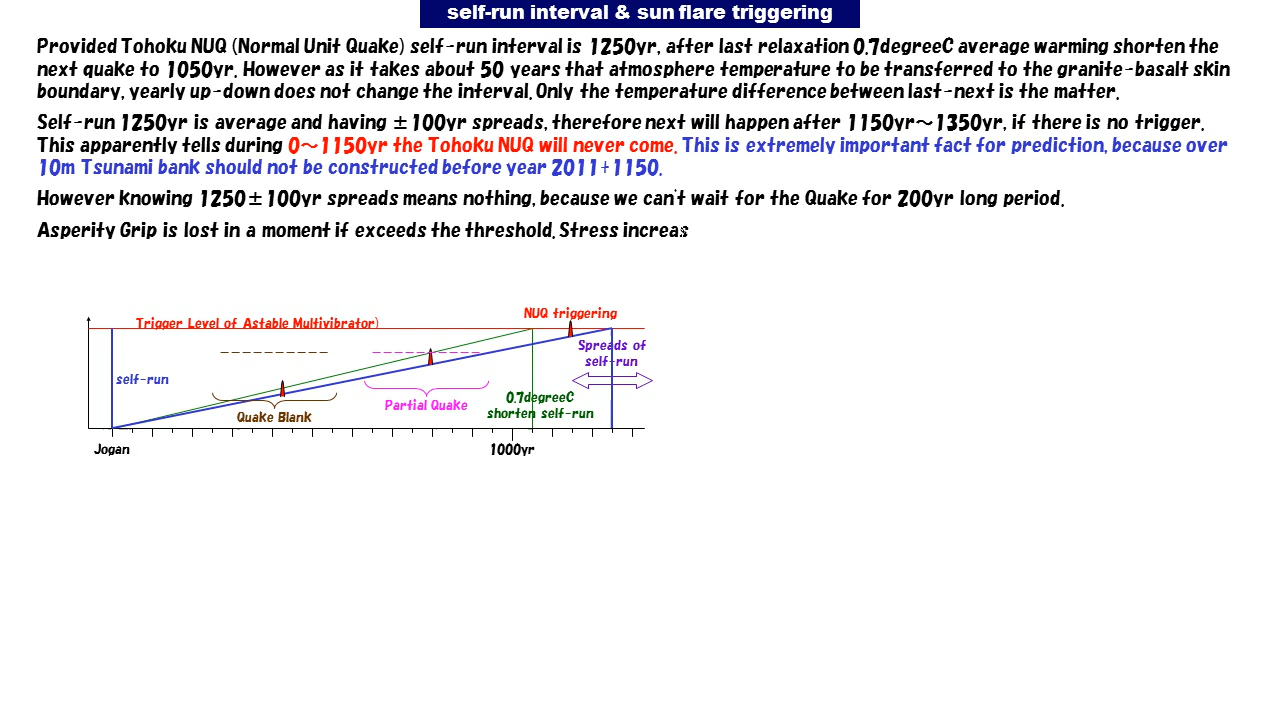 self-run interval & sun flare triggering
Provided Tohoku NUQ (Normal Unit Quake) self-run interval is 1250yr, after last relaxation 0.7degreeC average warming shorten the
next quake to 1050yr. However as it takes about 50 years that atmosphere temperature to be transferred to the granite-basalt skin
boundary, yearly up-down does not change the interval. Only the temperature difference between last-next is the matter.
Self-run 1250yr is average and having ±100yr spreads, therefore next will happen after 1150yr~1350yr, if there is no trigger.
This apparently tells during 0~1150yr the Tohoku NUQ will never come. This is extremely important fact for prediction, because over
10m Tsunami bank should not be constructed before year 2011+1150.
However knowing 1250±100yr spreads means nothing, because we can't wait for the Quake for 200yr long period.
Asperity Grip is lost in a moment if exceeds the threshold. Stress increas
NUQ triggering
Trigger Level of Astable Multivibrator)
Spreads of
self-run
self-run
0.7degreeC
shorten self-run
Partial Quake
Quake Blank
Jogan
1000yr